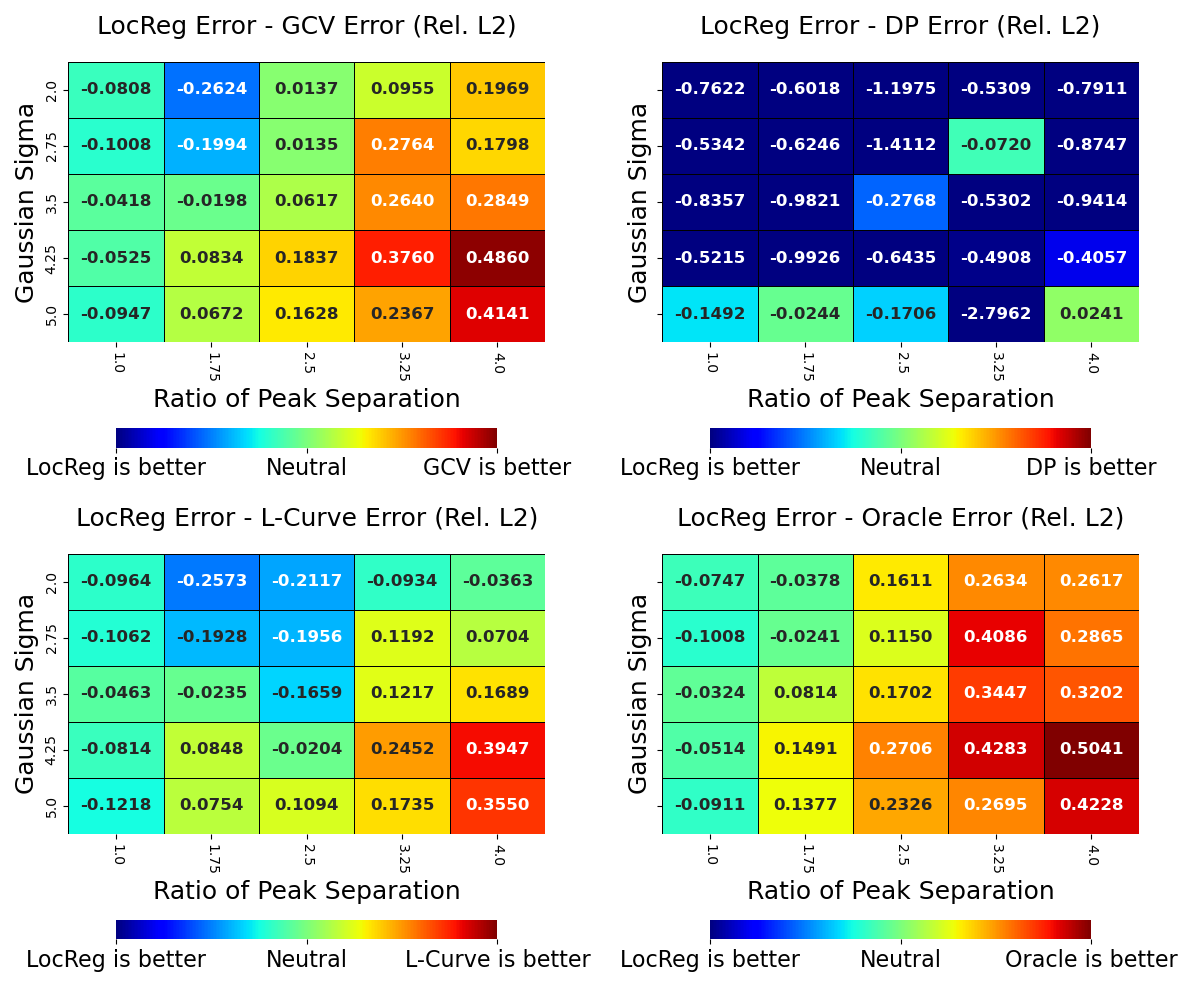 LocReg Error - GCV Error (Rel. L2)
Gaussian Sigma
2.0 -0.0808 -0.2624 0.0137 0.0955 0.1969
2.75 -0.1008 -0.1994 0.0135 0.2764 0.1798
3.5 -0.0418 -0.0198 0.0617 0.2640 0.2849
4.25 -0.0525 0.0834 0.1837 0.3760 0.4860
5.0 -0.0947 0.0672 0.1628 0.2367 0.4141
1.0 1.75 2.5 3.25 4.0
Ratio of Peak Separation
LocReg is better Neutral GCV is better
LocReg Error - DP Error (Rel. L2)
Gaussian Sigma
-0.7622 -0.6018 -1.1975 -0.5309 -0.7911
-0.5342 -0.6246 -1.4112 -0.0720 -0.8747
-0.8357 -0.9821 -0.2768 -0.5302 -0.9414
-0.5215 -0.9926 -0.6435 -0.4908 -0.4057
-0.1492 -0.0244 -0.1706 -2.7962 0.0241
1.0 1.75 2.5 3.25 4.0
Ratio of Peak Separation
LocReg is better Neutral DP is better
LocReg Error - L-Curve Error (Rel. L2)
Gaussian Sigma
2.0 -0.0964 -0.2573 -0.2117 -0.0934 -0.0363
2.75 -0.1062 -0.1928 -0.1956 0.1192 0.0704
3.5 -0.0463 -0.0235 -0.1659 0.1217 0.1689
4.25 -0.0814 0.0848 -0.0204 0.2452 0.3947
5.0 -0.1218 0.0754 0.1094 0.1735 0.3550
1.0 1.75 2.5 3.25 4.0
Ratio of Peak Separation
LocReg is better Neutral L-Curve is better
LocReg Error - Oracle Error (Rel. L2)
Gaussian Sigma
-0.0747 -0.0378 0.1611 0.2634 0.2617
-0.1008 -0.0241 0.1150 0.4086 0.2865
-0.0324 0.0814 0.1702 0.3447 0.3202
-0.0514 0.1491 0.2706 0.4283 0.5041
-0.0911 0.1377 0.2326 0.2695 0.4228
1.0 1.75 2.5 3.25 4.0
Ratio of Peak Separation
LocReg is better Neutral Oracle is better